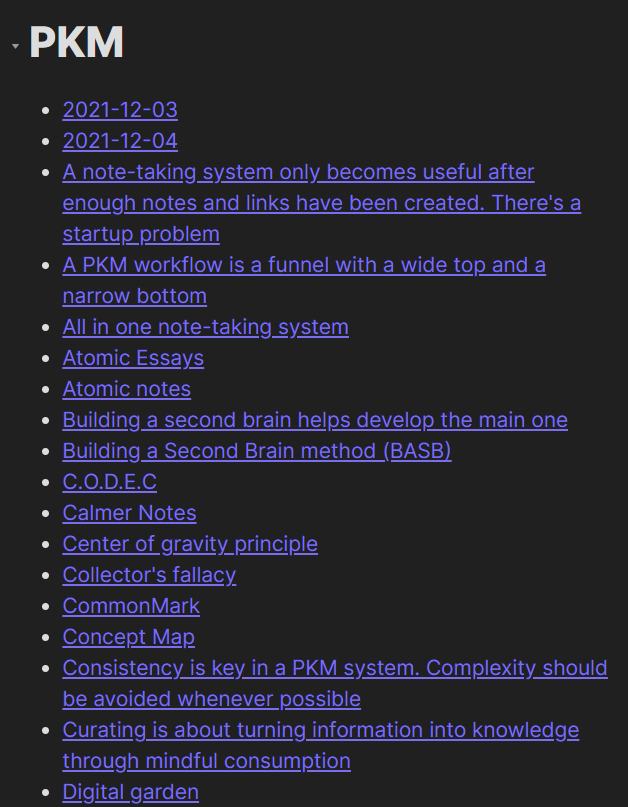 PKM
2021-12-03
2021-12-04
A note-taking system only becomes useful after
enough notes and links have been created. There's a
startup problem
A PKM workflow is a funnel with a wide top and a
narrow bottom
All in one note-taking system
Atomic Essays
Atomic notes
Building a second brain helps develop the main one
Building a Second Brain method (BASB)
C.O.D.E.C
Calmer Notes
Center of gravity principle
Collector's fallacy
CommonMark
Concept Map
Consistency is key in a PKM system. Complexity should
be avoided whenever possible
Curating is about turning information into knowledge
through mindful consumption
Digital garden